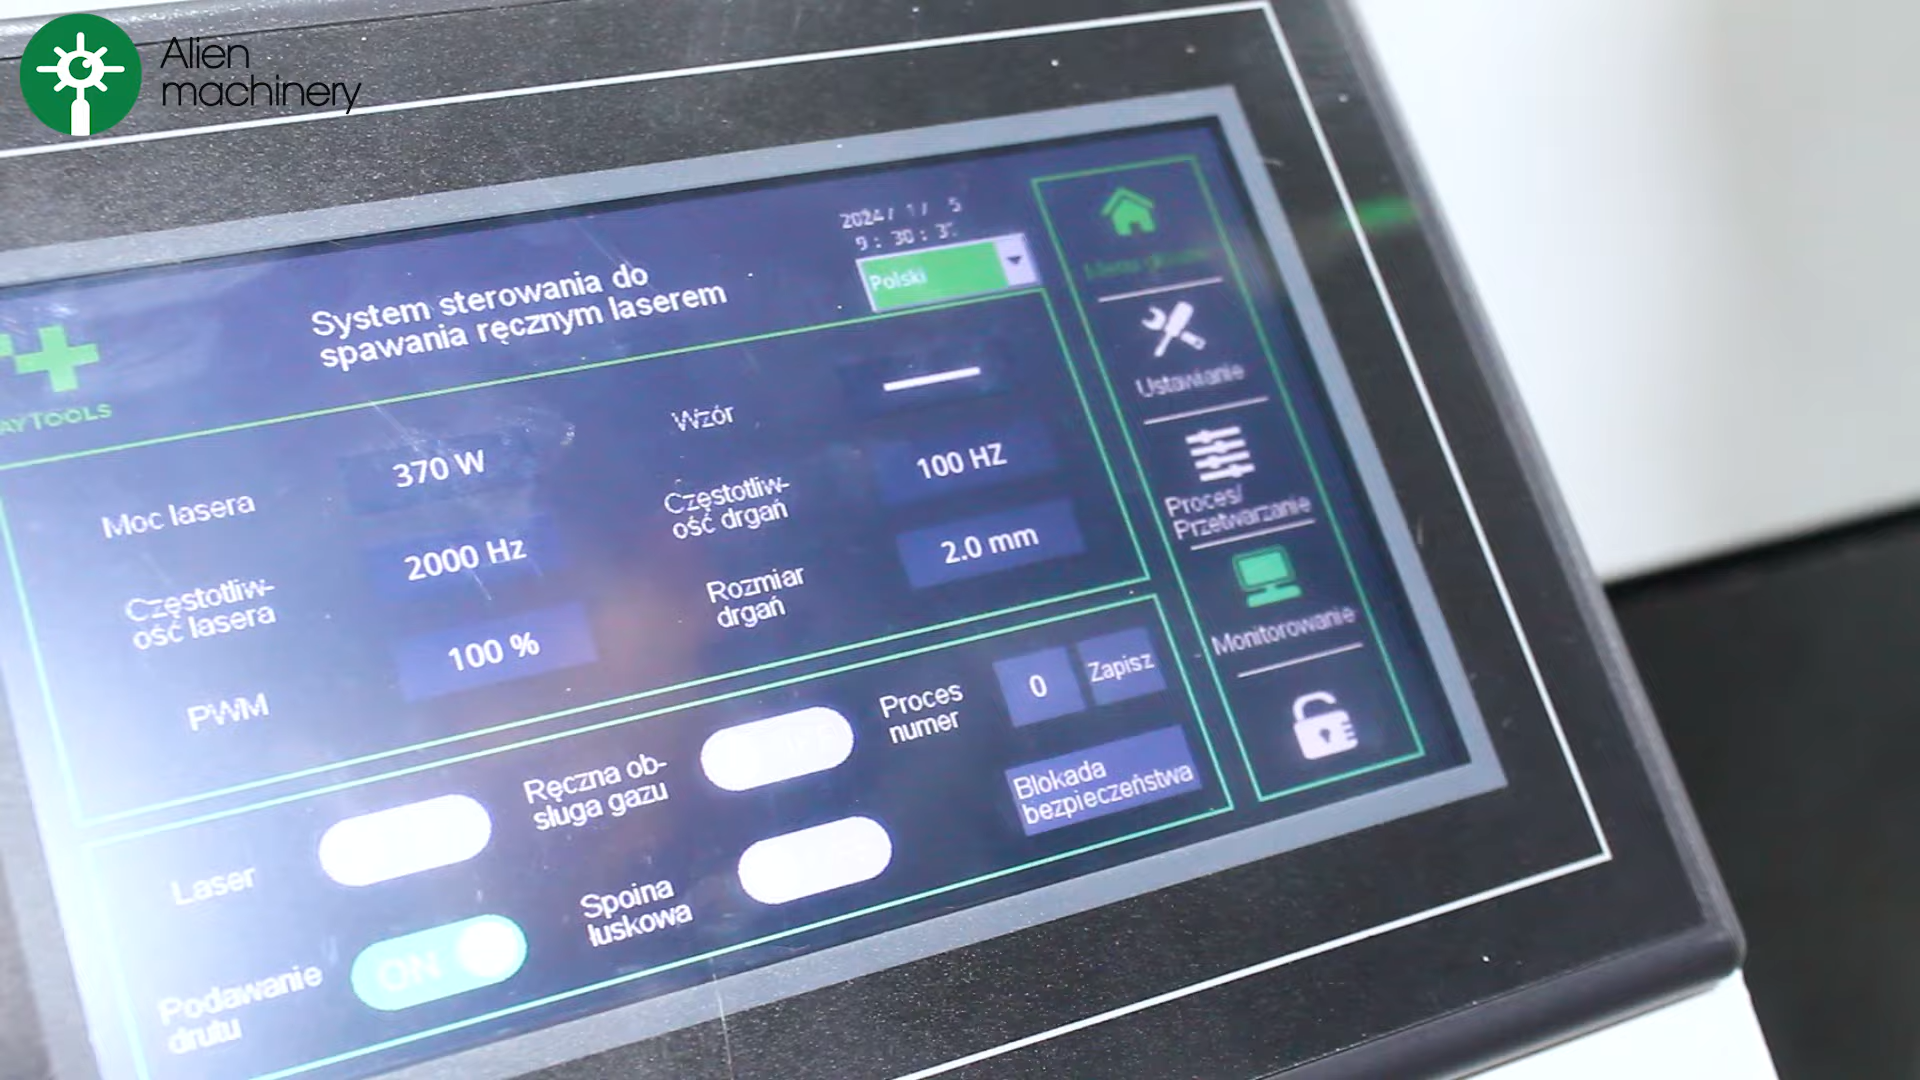 Alien
machinery
2024/ 1/ 5
Polski
System sterowania do
spawania ręcznym laserem
AYTOOLS
Moc lasera
370 W
Wzór
Częstotliw-
ość lasera
2000 Hz
Częstotliw-
ość drgań
100 HZ
PWM
100 %
Rozmiar
drgań
2.0 mm
Laser
Ręczna ob-
sługa gazu
Proces
numer
0
Zapisz
Podawanie
drutu
ON
Spoina
łuskowa
Blokada
bezpieczeństwa
Ustawianie
Proces/
Przetwarzanie
Monitorowanie